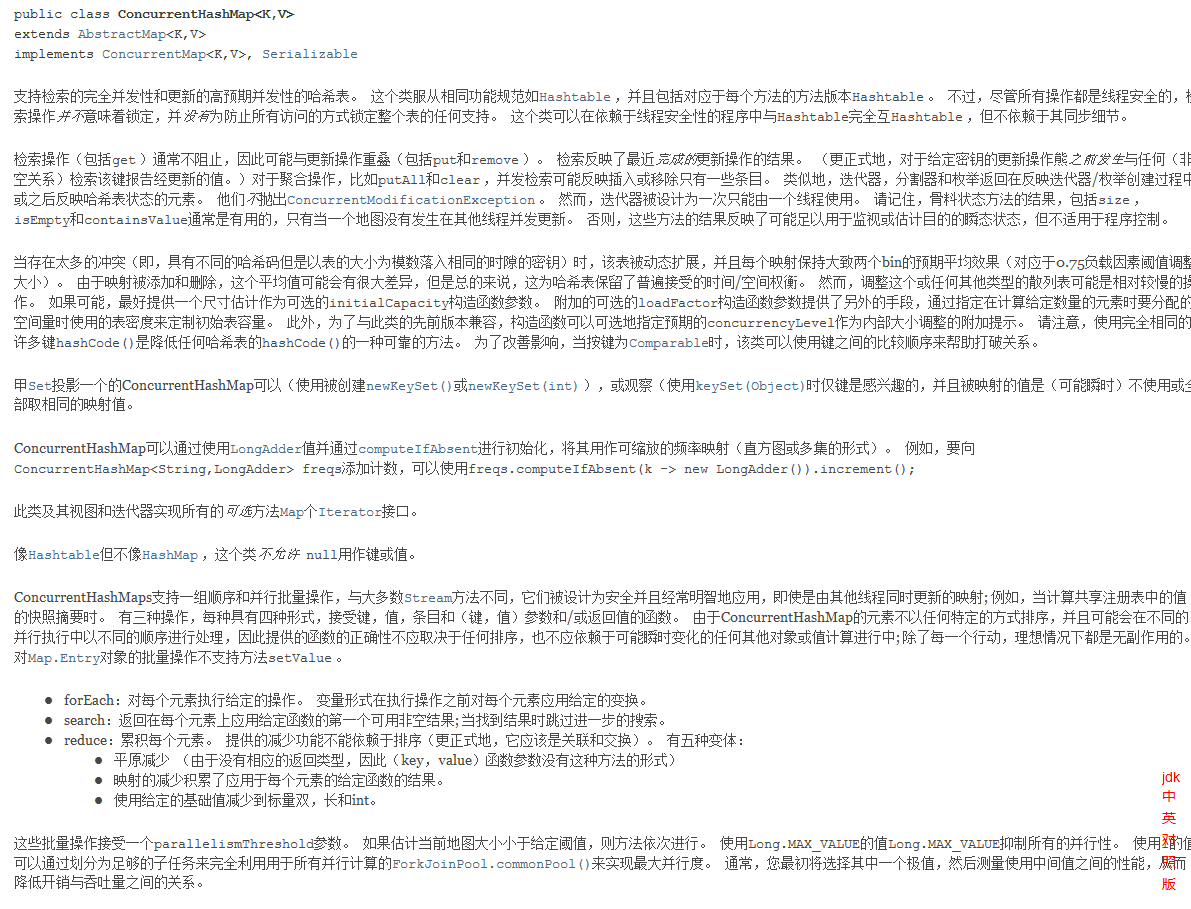 public class ConcurrentHashMap<K,V>
extends AbstractMap<K,V>
implements ConcurrentMap<K,V>, Serializable
支持检索的完全并发性和更新的高预期并发性的哈希表。 这个类服从相同功能规范如Hashtable ，并且包括对应于每个方法的方法版本Hashtable 。 不过，尽管所有操作都是线程安全的，检
索操作并不意味着锁定，并没有为防止所有访问的方式锁定整个表的任何支持。 这个类可以在依赖于线程安全性的程序中与Hashtable完全互Hashtable ，但不依赖于其同步细节。
检索操作（包括get ）通常不阻止，因此可能与更新操作重叠（包括put和remove ）。 检索反映了最近完成的更新操作的结果。 （更正式地，对于给定密钥的更新操作熊之前发生与任何（非
空关系）检索该键报告经更新的值。）对于聚合操作，比如putAll和clear ，并发检索可能反映插入或移除只有一些条目。 类似地，迭代器，分割器和枚举返回在反映迭代器/枚举创建过程中
或之后反映哈希表状态的元素。 他们不抛出ConcurrentModificationException 。 然而，迭代器被设计为一次只能由一个线程使用。 请记住，骨料状态方法的结果，包括size ，
isEmpty和containsValue通常是有用的，只有当一个地图没有发生在其他线程并发更新。 否则，这些方法的结果反映了可能足以用于监视或估计目的的瞬态状态，但不适用于程序控制。
当存在太多的冲突（即，具有不同的哈希码但是以表的大小为模数落入相同的时隙的密钥）时，该表被动态扩展，并且每个映射保持大致两个bin的预期平均效果（对应于0.75负载因素阈值调整
大小）。 由于映射被添加和删除，这个平均值可能会有很大差异，但是总的来说，这为哈希表保留了普遍接受的时间/空间权衡。 然而，调整这个或任何其他类型的散列表可能是相对较慢的操
作。 如果可能，最好提供一个尺寸估计作为可选的initialCapacity构造函数参数。 附加的可选的loadFactor构造函数参数提供了另外的手段，通过指定在计算给定数量的元素时要分配的
空间量时使用的表密度来定制初始表容量。 此外，为了与此类的先前版本兼容，构造函数可以可选地指定预期的concurrencyLevel作为内部大小调整的附加提示。 请注意，使用完全相同的
许多键hashCode()是降低任何哈希表的hashCode()的一种可靠的方法。 为了改善影响，当按键为Comparable时，该类可以使用键之间的比较顺序来帮助打破关系。
甲Set投影一个的ConcurrentHashMap可以（使用被创建newKeySet()或newKeySet(int) ），或观察（使用keySet(Object)时仅键是感兴趣的，并且被映射的值是（可能瞬时）不使用或全
部取相同的映射值。
ConcurrentHashMap可以通过使用LongAdder值并通过computeIfAbsent进行初始化，将其用作可缩放的频率映射（直方图或多集的形式）。 例如，要向
ConcurrentHashMap<String,LongAdder> freqs添加计数，可以使用freqs.computeIfAbsent(k -> new LongAdder()).increment();
此类及其视图和迭代器实现所有的可选方法Map个Iterator接口。
像Hashtable但不像HashMap ，这个类不允许 null用作键或值。
ConcurrentHashMaps支持一组顺序和并行批量操作，与大多数Stream方法不同，它们被设计为安全并且经常明智地应用，即使是由其他线程同时更新的映射;例如，当计算共享注册表中的值
的快照摘要时。 有三种操作，每种具有四种形式，接受键，值，条目和（键，值）参数和/或返回值的函数。 由于ConcurrentHashMap的元素不以任何特定的方式排序，并且可能会在不同的
并行执行中以不同的顺序进行处理，因此提供的函数的正确性不应取决于任何排序，也不应依赖于可能瞬时变化的任何其他对象或值计算进行中;除了每一个行动，理想情况下都是无副作用的。
对Map.Entry对象的批量操作不支持方法setValue 。
● forEach：对每个元素执行给定的操作。 变量形式在执行操作之前对每个元素应用给定的变换。
● search：返回在每个元素上应用给定函数的第一个可用非空结果;当找到结果时跳过进一步的搜索。
● reduce：累积每个元素。 提供的减少功能不能依赖于排序（更正式地，它应该是关联和交换）。 有五种变体：
● 平原减少 （由于没有相应的返回类型，因此（key，value）函数参数没有这种方法的形式）
● 映射的减少积累了应用于每个元素的给定函数的结果。
● 使用给定的基础值减少到标量双，长和int。
这些批量操作接受一个parallelismThreshold参数。 如果估计当前地图大小小于给定阈值，则方法依次进行。 使用Long.MAX_VALUE的值Long.MAX_VALUE抑制所有的并行性。 使用1的值
可以通过划分为足够的子任务来完全利用用于所有并行计算的ForkJoinPool.commonPool()来实现最大并行度。 通常，您最初将选择其中一个极值，然后测量使用中间值之间的性能，从而
降低开销与吞吐量之间的关系。
jdk
中
英
对
照
版